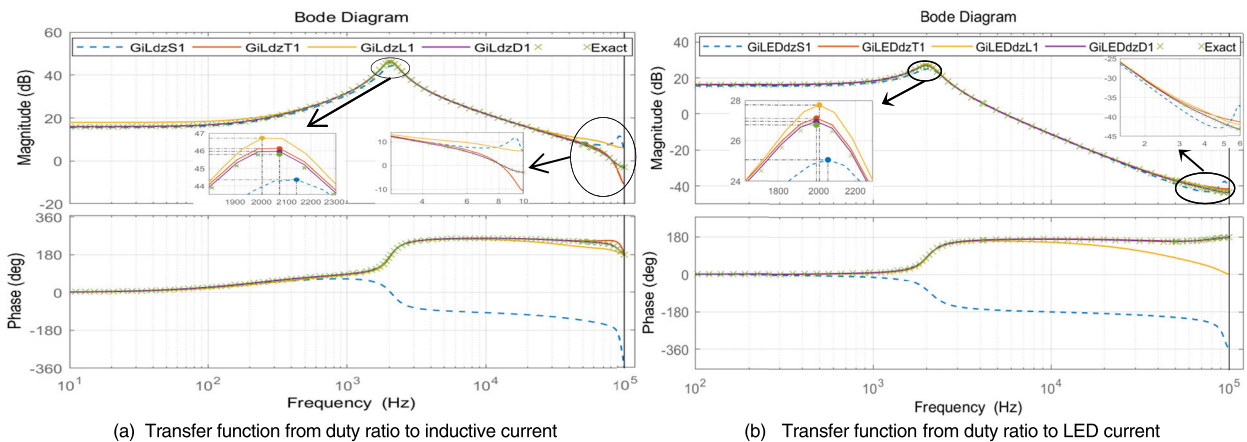 Bode Diagram
GiLdzS1 GiLdzT1 GiLdzL1 GiLdzD1 Exact
Magnitude (dB)
60
40
20
0
-20
47
46
45
44
1900 2000 2100 2200 2300
10
0
-10
4 6 8 10
Phase (deg)
360
180
0
-180
-360
10^1 10^2 10^3 10^4 10^5
Frequency (Hz)
(a) Transfer function from duty ratio to inductive current
Bode Diagram
GiLEDdzS1 GiLEDdzT1 GiLEDdzL1 GiLEDdzD1 Exact
Magnitude (dB)
40
20
0
-20
-40
28
27
26
25
24
1800 2000 2200
-25
-30
-35
-40
-45
2 3 4 5 6
Phase (deg)
180
0
-180
-360
10^2 10^3 10^4 10^5
Frequency (Hz)
(b) Transfer function from duty ratio to LED current